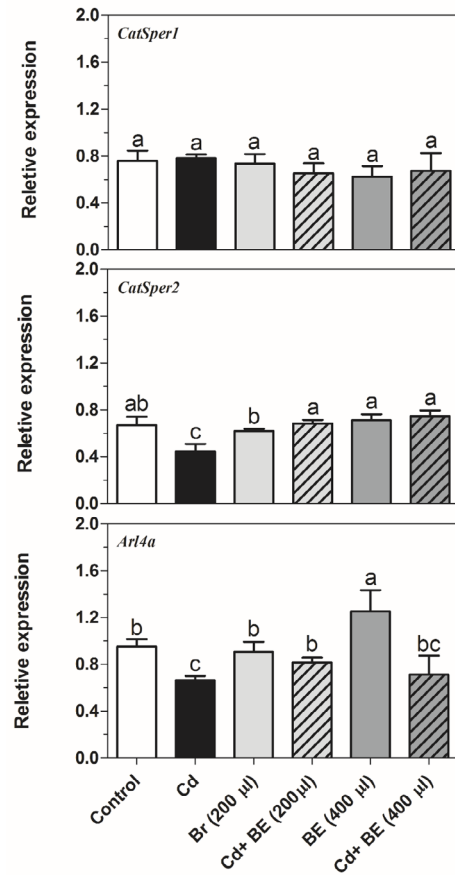 2.0
CatSper1
1.6
1.2
0.8
0.4
0.0
Reletive expression
a a a a a a
2.0
CatSper2
1.6
1.2
0.8
0.4
0.0
Reletive expression
ab c b a a a
2.0
Arl4a
1.6
1.2
0.8
0.4
0.0
Reletive expression
b c b b a bc
Control
Cd
Br (200 µl)
Cd+ BE (200µl)
BE (400 µl)
Cd+ BE (400 µl)